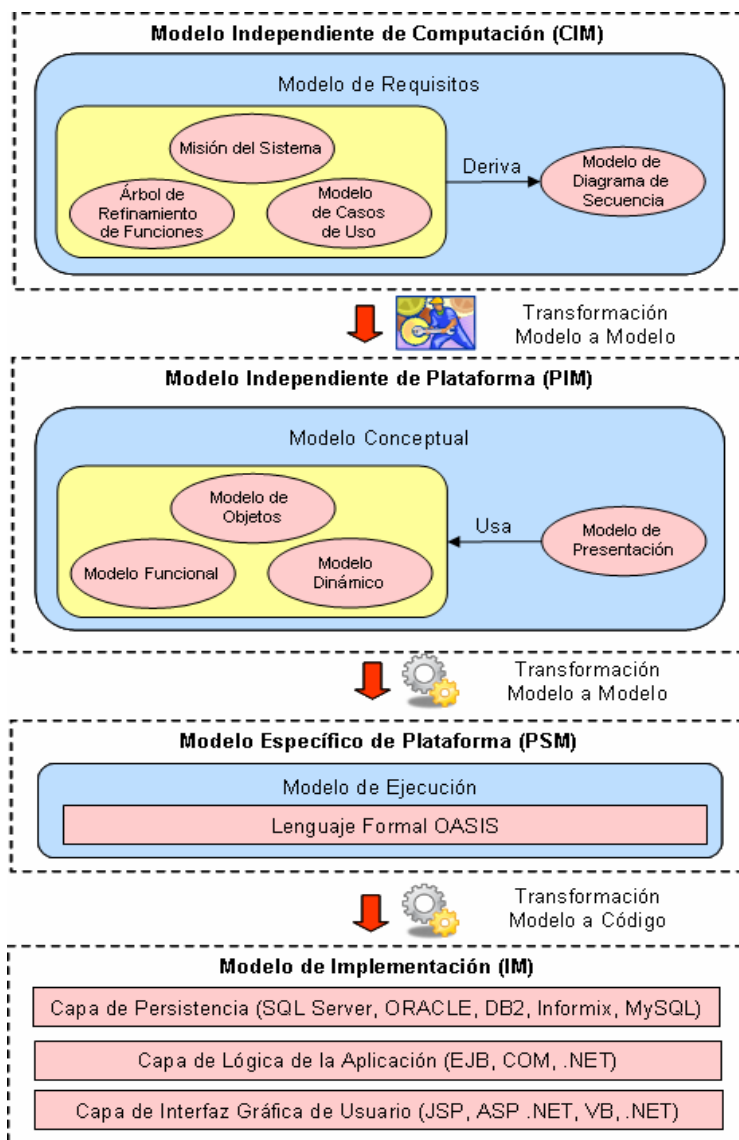 Modelo Independiente de Computación (CIM)
Modelo de Requisitos
Misión del Sistema
Árbol de
Refinamiento
de Funciones
Modelo
de Casos
de Uso
Deriva
Modelo de
Diagrama de
Secuencia
Transformación
Modelo a Modelo
Modelo Independiente de Plataforma (PIM)
Modelo Conceptual
Modelo de
Objetos
Modelo Funcional
Modelo
Dinámico
Usa
Modelo de
Presentación
Transformación
Modelo a Modelo
Modelo Específico de Plataforma (PSM)
Modelo de Ejecución
Lenguaje Formal OASIS
Transformación
Modelo a Código
Modelo de Implementación (IM)
Capa de Persistencia (SQL Server, ORACLE, DB2, Informix, MySQL)
Capa de Lógica de la Aplicación (EJB, COM, .NET)
Capa de Interfaz Gráfica de Usuario (JSP, ASP .NET, VB, .NET)